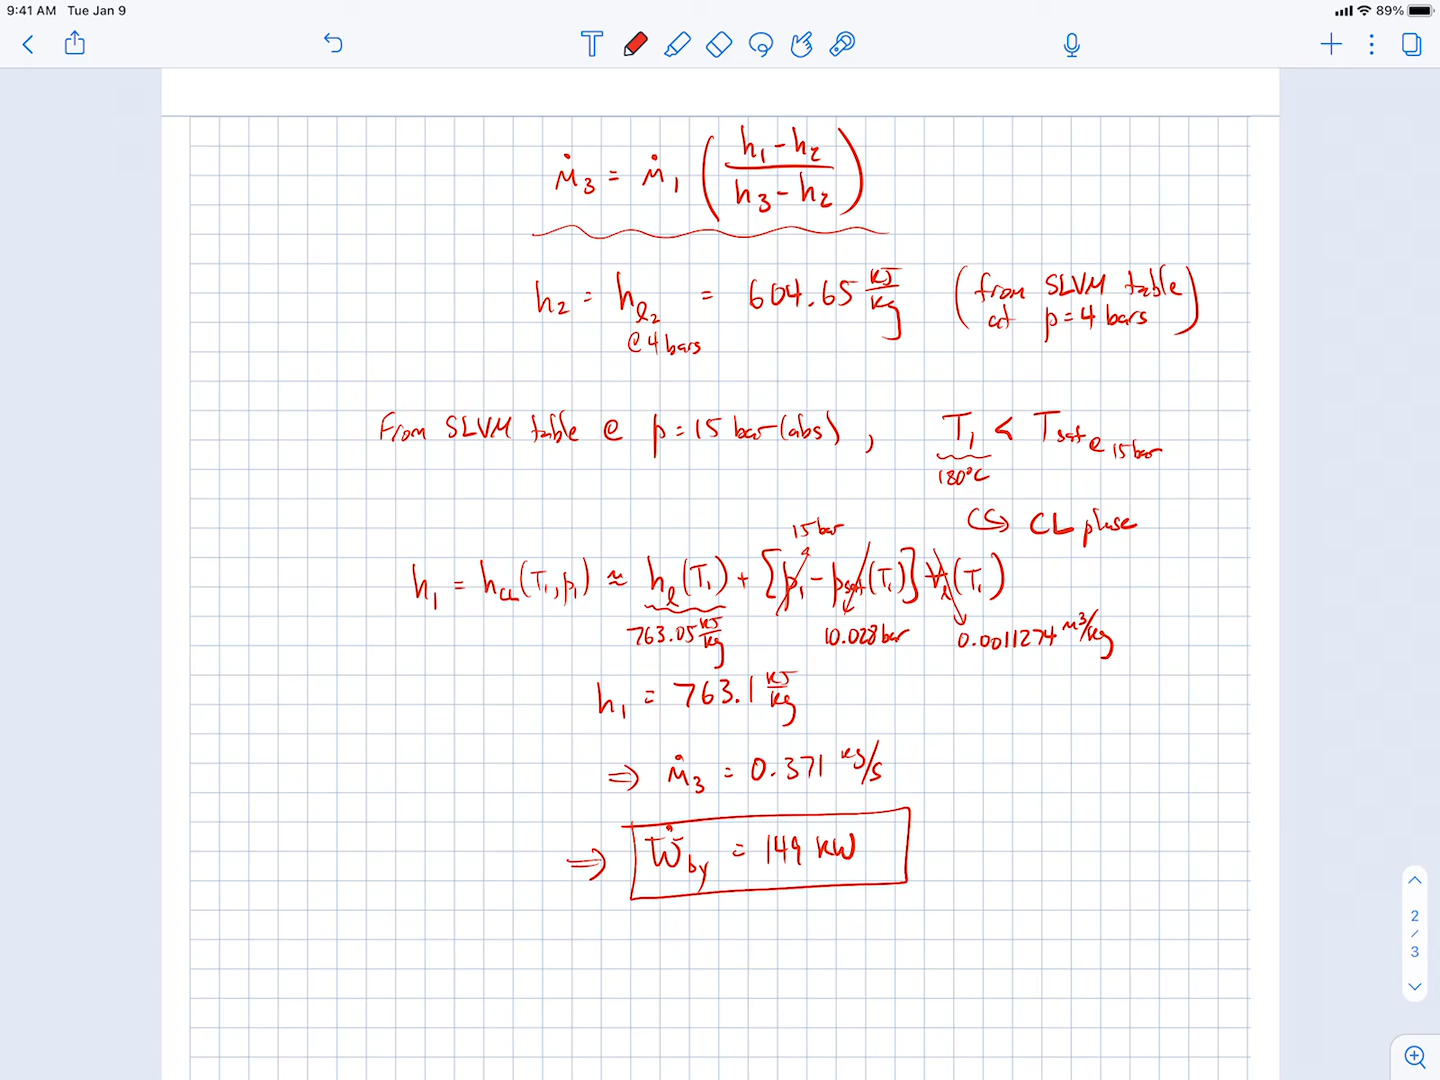 9:41 AM Tue Jan 9 89%
ṁ₃ = ṁ₁ ( (h₁ - h₂) / (h₃ - h₂) )
h₂ = hℓ₂ = 604.65 kJ/kg (from SLVM table
@ 4 bars at p = 4 bars)
From SLVM table @ p = 15 bar (abs), T₁ < Tsat @ 15 bar
180°C
↪ CL phase
15 bar
h₁ = hCL(T₁, p₁) ≈ hℓ(T₁) + [p₁ - psat(T₁)] vℓ(T₁)
763.05 kJ/kg 10.028 bar 0.0011274 m³/kg
h₁ = 763.1 kJ/kg
⇒ ṁ₃ = 0.371 kg/s
⇒ Ẇby = 149 kW
2
/
3